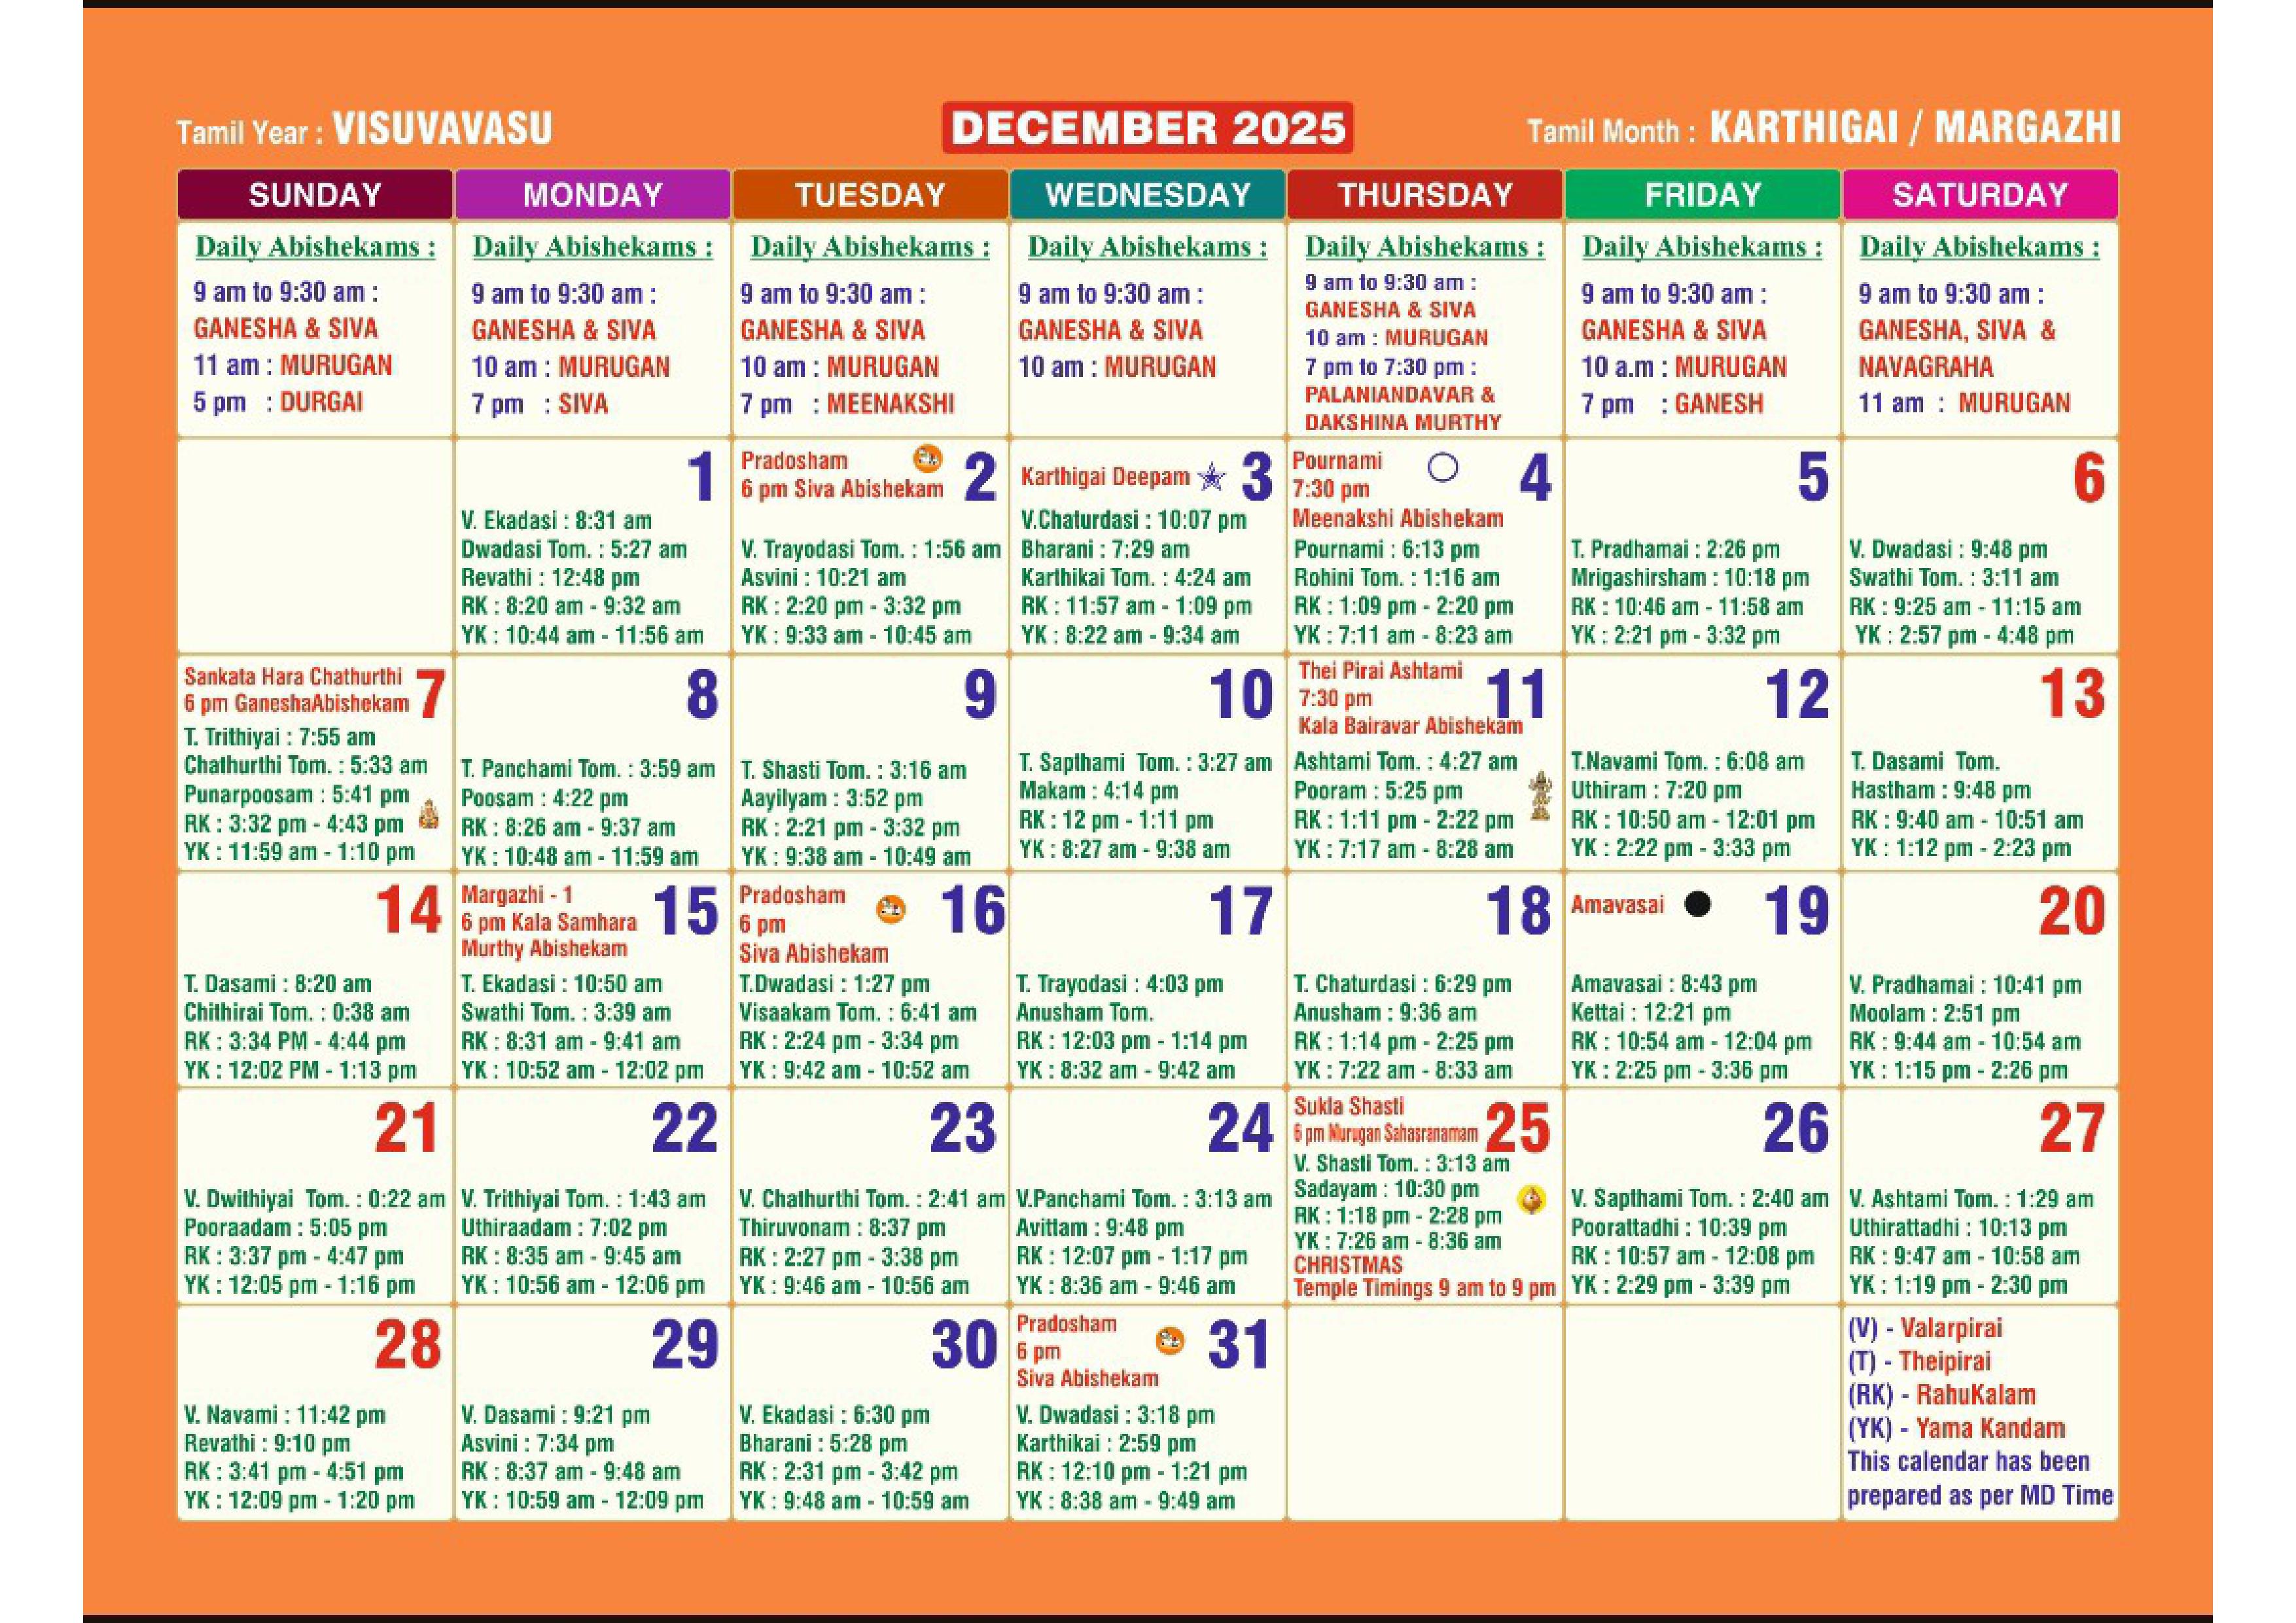 Tamil Year : VISUVAVASU
DECEMBER 2025
Tamil Month : KARTHIGAI / MARGAZHI
SUNDAY
MONDAY
TUESDAY
WEDNESDAY
THURSDAY
FRIDAY
SATURDAY
Daily Abishekams :
9 am to 9:30 am :
GANESHA & SIVA
11 am : MURUGAN
5 pm : DURGAI
Daily Abishekams :
9 am to 9:30 am :
GANESHA & SIVA
10 am : MURUGAN
7 pm : SIVA
Daily Abishekams :
9 am to 9:30 am :
GANESHA & SIVA
10 am : MURUGAN
7 pm : MEENAKSHI
Daily Abishekams :
9 am to 9:30 am :
GANESHA & SIVA
10 am : MURUGAN
Daily Abishekams :
9 am to 9:30 am :
GANESHA & SIVA
10 am : MURUGAN
7 pm to 7:30 pm :
PALANIANDAVAR &
DAKSHINA MURTHY
Daily Abishekams :
9 am to 9:30 am :
GANESHA & SIVA
10 a.m : MURUGAN
7 pm : GANESH
Daily Abishekams :
9 am to 9:30 am :
GANESHA, SIVA &
NAVAGRAHA
11 am : MURUGAN
1
V. Ekadasi : 8:31 am
Dwadasi Tom. : 5:27 am
Revathi : 12:48 pm
RK : 8:20 am - 9:32 am
YK : 10:44 am - 11:56 am
Pradosham
6 pm Siva Abishekam
2
V. Trayodasi Tom. : 1:56 am
Asvini : 10:21 am
RK : 2:20 pm - 3:32 pm
YK : 9:33 am - 10:45 am
Karthigai Deepam
3
V.Chaturdasi : 10:07 pm
Bharani : 7:29 am
Karthikai Tom. : 4:24 am
RK : 11:57 am - 1:09 pm
YK : 8:22 am - 9:34 am
Pournami
7:30 pm
4
Meenakshi Abishekam
Pournami : 6:13 pm
Rohini Tom. : 1:16 am
RK : 1:09 pm - 2:20 pm
YK : 7:11 am - 8:23 am
5
T. Pradhamai : 2:26 pm
Mrigashirsham : 10:18 pm
RK : 10:46 am - 11:58 am
YK : 2:21 pm - 3:32 pm
6
V. Dwadasi : 9:48 pm
Swathi Tom. : 3:11 am
RK : 9:25 am - 11:15 am
YK : 2:57 pm - 4:48 pm
Sankata Hara Chathurthi
6 pm GaneshaAbishekam
7
T. Trithiyai : 7:55 am
Chathurthi Tom. : 5:33 am
Punarpoosam : 5:41 pm
RK : 3:32 pm - 4:43 pm
YK : 11:59 am - 1:10 pm
8
T. Panchami Tom. : 3:59 am
Poosam : 4:22 pm
RK : 8:26 am - 9:37 am
YK : 10:48 am - 11:59 am
9
T. Shasti Tom. : 3:16 am
Aayilyam : 3:52 pm
RK : 2:21 pm - 3:32 pm
YK : 9:38 am - 10:49 am
10
T. Sapthami Tom. : 3:27 am
Makam : 4:14 pm
RK : 12 pm - 1:11 pm
YK : 8:27 am - 9:38 am
Thei Pirai Ashtami
7:30 pm
11
Kala Bairavar Abishekam
Ashtami Tom. : 4:27 am
Pooram : 5:25 pm
RK : 1:11 pm - 2:22 pm
YK : 7:17 am - 8:28 am
12
T.Navami Tom. : 6:08 am
Uthiram : 7:20 pm
RK : 10:50 am - 12:01 pm
YK : 2:22 pm - 3:33 pm
13
T. Dasami Tom.
Hastham : 9:48 pm
RK : 9:40 am - 10:51 am
YK : 1:12 pm - 2:23 pm
14
T. Dasami : 8:20 am
Chithirai Tom. : 0:38 am
RK : 3:34 PM - 4:44 pm
YK : 12:02 PM - 1:13 pm
Margazhi - 1
6 pm Kala Samhara
Murthy Abishekam
15
T. Ekadasi : 10:50 am
Swathi Tom. : 3:39 am
RK : 8:31 am - 9:41 am
YK : 10:52 am - 12:02 pm
Pradosham
6 pm
Siva Abishekam
16
T.Dwadasi : 1:27 pm
Visaakam Tom. : 6:41 am
RK : 2:24 pm - 3:34 pm
YK : 9:42 am - 10:52 am
17
T. Trayodasi : 4:03 pm
Anusham Tom.
RK : 12:03 pm - 1:14 pm
YK : 8:32 am - 9:42 am
18
T. Chaturdasi : 6:29 pm
Anusham : 9:36 am
RK : 1:14 pm - 2:25 pm
YK : 7:22 am - 8:33 am
Amavasai
19
Amavasai : 8:43 pm
Kettai : 12:21 pm
RK : 10:54 am - 12:04 pm
YK : 2:25 pm - 3:36 pm
20
V. Pradhamai : 10:41 pm
Moolam : 2:51 pm
RK : 9:44 am - 10:54 am
YK : 1:15 pm - 2:26 pm
21
V. Dwithiyai Tom. : 0:22 am
Pooraadam : 5:05 pm
RK : 3:37 pm - 4:47 pm
YK : 12:05 pm - 1:16 pm
22
V. Trithiyai Tom. : 1:43 am
Uthiraadam : 7:02 pm
RK : 8:35 am - 9:45 am
YK : 10:56 am - 12:06 pm
23
V. Chathurthi Tom. : 2:41 am
Thiruvonam : 8:37 pm
RK : 2:27 pm - 3:38 pm
YK : 9:46 am - 10:56 am
24
V.Panchami Tom. : 3:13 am
Avittam : 9:48 pm
RK : 12:07 pm - 1:17 pm
YK : 8:36 am - 9:46 am
Sukla Shasti
6 pm Murugan Sahasranamam
25
V. Shasti Tom. : 3:13 am
Sadayam : 10:30 pm
RK : 1:18 pm - 2:28 pm
YK : 7:26 am - 8:36 am
CHRISTMAS
Temple Timings 9 am to 9 pm
26
V. Sapthami Tom. : 2:40 am
Poorattadhi : 10:39 pm
RK : 10:57 am - 12:08 pm
YK : 2:29 pm - 3:39 pm
27
V. Ashtami Tom. : 1:29 am
Uthirattadhi : 10:13 pm
RK : 9:47 am - 10:58 am
YK : 1:19 pm - 2:30 pm
28
V. Navami : 11:42 pm
Revathi : 9:10 pm
RK : 3:41 pm - 4:51 pm
YK : 12:09 pm - 1:20 pm
29
V. Dasami : 9:21 pm
Asvini : 7:34 pm
RK : 8:37 am - 9:48 am
YK : 10:59 am - 12:09 pm
30
V. Ekadasi : 6:30 pm
Bharani : 5:28 pm
RK : 2:31 pm - 3:42 pm
YK : 9:48 am - 10:59 am
Pradosham
6 pm
Siva Abishekam
31
V. Dwadasi : 3:18 pm
Karthikai : 2:59 pm
RK : 12:10 pm - 1:21 pm
YK : 8:38 am - 9:49 am
(V) - Valarpirai
(T) - Theipirai
(RK) - RahuKalam
(YK) - Yama Kandam
This calendar has been
prepared as per MD Time